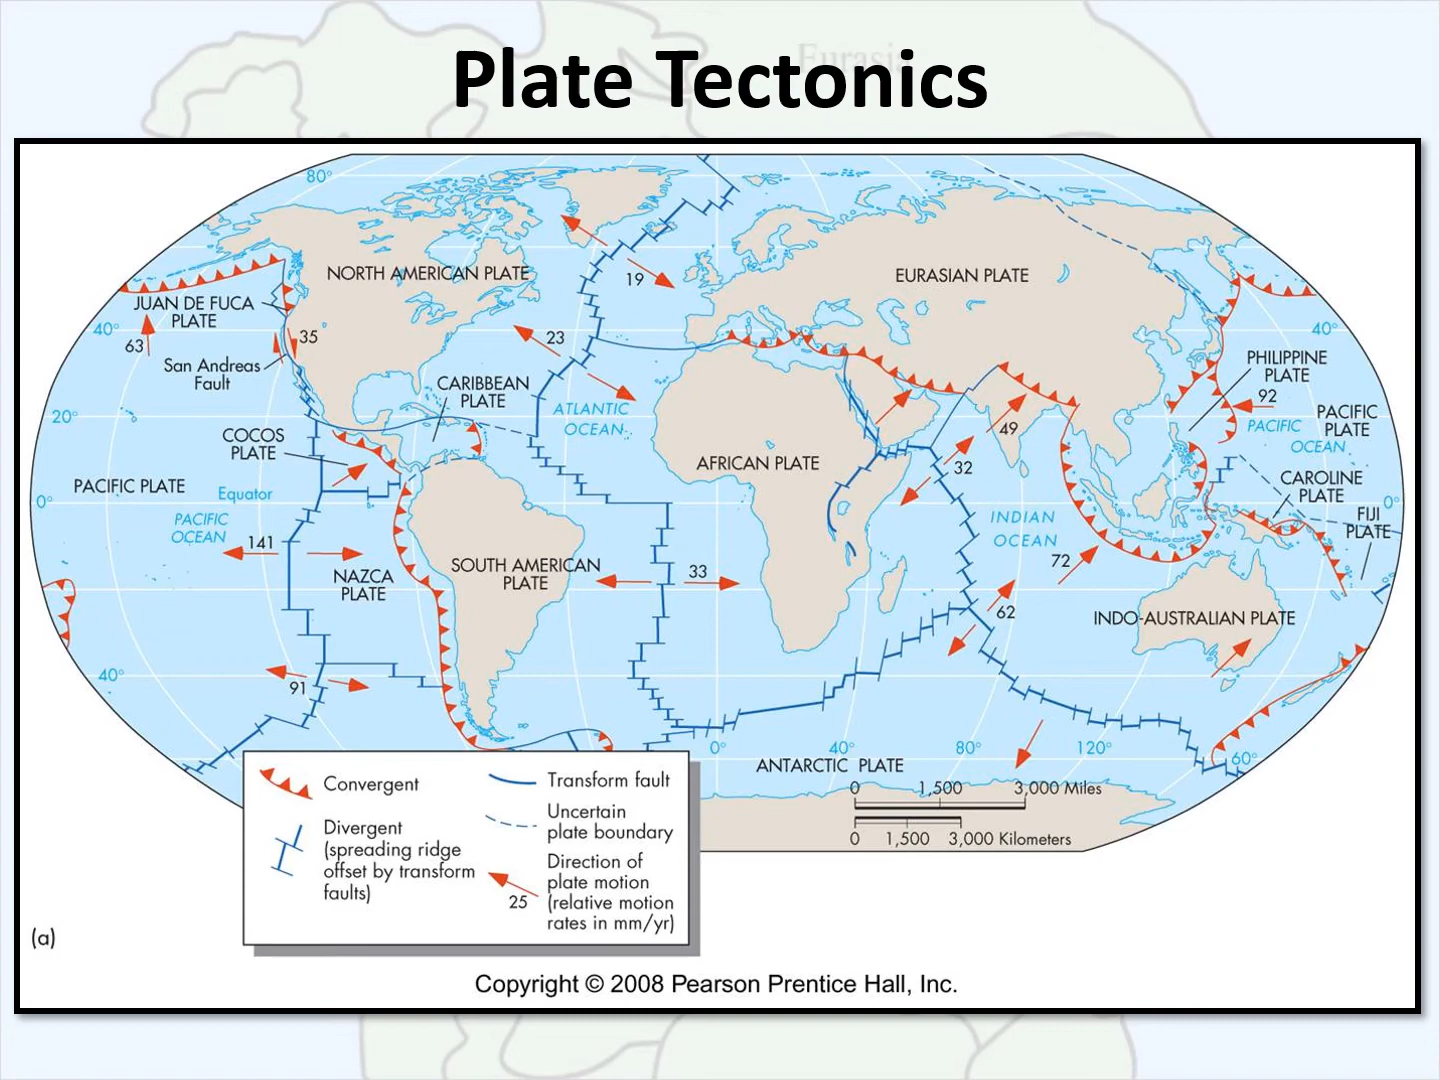 Eurasia
Plate Tectonics
80°
NORTH AMERICAN PLATE
EURASIAN PLATE
19
JUAN DE FUCA
PLATE
40°
63
35
23
40°
San Andreas
Fault
PHILIPPINE
PLATE
CARIBBEAN
PLATE
92
20°
ATLANTIC
OCEAN
PACIFIC
PLATE
PACIFIC
OCEAN
COCOS
PLATE
49
32
AFRICAN PLATE
PACIFIC PLATE
Equator
0°
CAROLINE
PLATE
0°
FIJI
PLATE
PACIFIC
OCEAN
INDIAN
OCEAN
141
72
SOUTH AMERICAN
PLATE
33
NAZCA
PLATE
62
INDO-AUSTRALIAN PLATE
40°
91
0°
40°
80°
120°
60°
ANTARCTIC PLATE
0 1,500 3,000 Miles
0 1,500 3,000 Kilometers
Convergent
Divergent
(spreading ridge
offset by transform
faults)
Transform fault
Uncertain
plate boundary
Direction of
plate motion
(relative motion
rates in mm/yr)
25
(a)
Copyright © 2008 Pearson Prentice Hall, Inc.